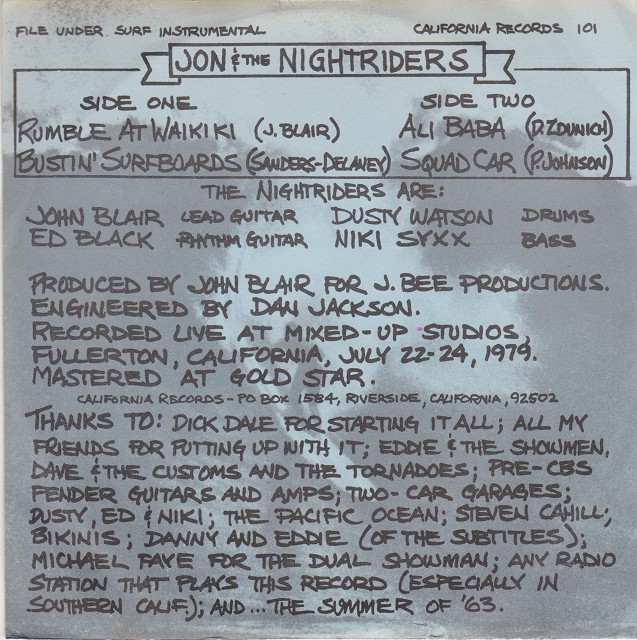 FILE UNDER SURF INSTRUMENTAL CALIFORNIA RECORDS 101
JON & THE NIGHTRIDERS
SIDE ONE SIDE TWO
RUMBLE AT WAIKIKI (J. BLAIR) ALI BABA (D. ZDUNICH)
BUSTIN' SURFBOARDS (SANDERS-DELANEY) SQUAD CAR (P. JOHNSON)
THE NIGHTRIDERS ARE:
JOHN BLAIR LEAD GUITAR DUSTY WATSON DRUMS
ED BLACK RHYTHM GUITAR NIKI SYXX BASS
PRODUCED BY JOHN BLAIR FOR J. BEE PRODUCTIONS.
ENGINEERED BY DAN JACKSON.
RECORDED LIVE AT MIXED-UP STUDIOS,
FULLERTON, CALIFORNIA, JULY 22-24, 1979.
MASTERED AT GOLD STAR.
CALIFORNIA RECORDS - PO BOX 1584, RIVERSIDE, CALIFORNIA, 92502
THANKS TO: DICK DALE FOR STARTING IT ALL; ALL MY
FRIENDS FOR PUTTING UP WITH IT; EDDIE & THE SHOWMEN,
DAVE & THE CUSTOMS AND THE TORNADOES; PRE-CBS
FENDER GUITARS AND AMPS; TWO-CAR GARAGES;
DUSTY, ED & NIKI; THE PACIFIC OCEAN; STEVEN CAHILL;
BIKINIS; DANNY AND EDDIE (OF THE SUBTITLES);
MICHAEL FAYE FOR THE DUAL SHOWMAN; ANY RADIO
STATION THAT PLAYS THIS RECORD (ESPECIALLY IN
SOUTHERN CALIF.); AND... THE SUMMER OF '63.